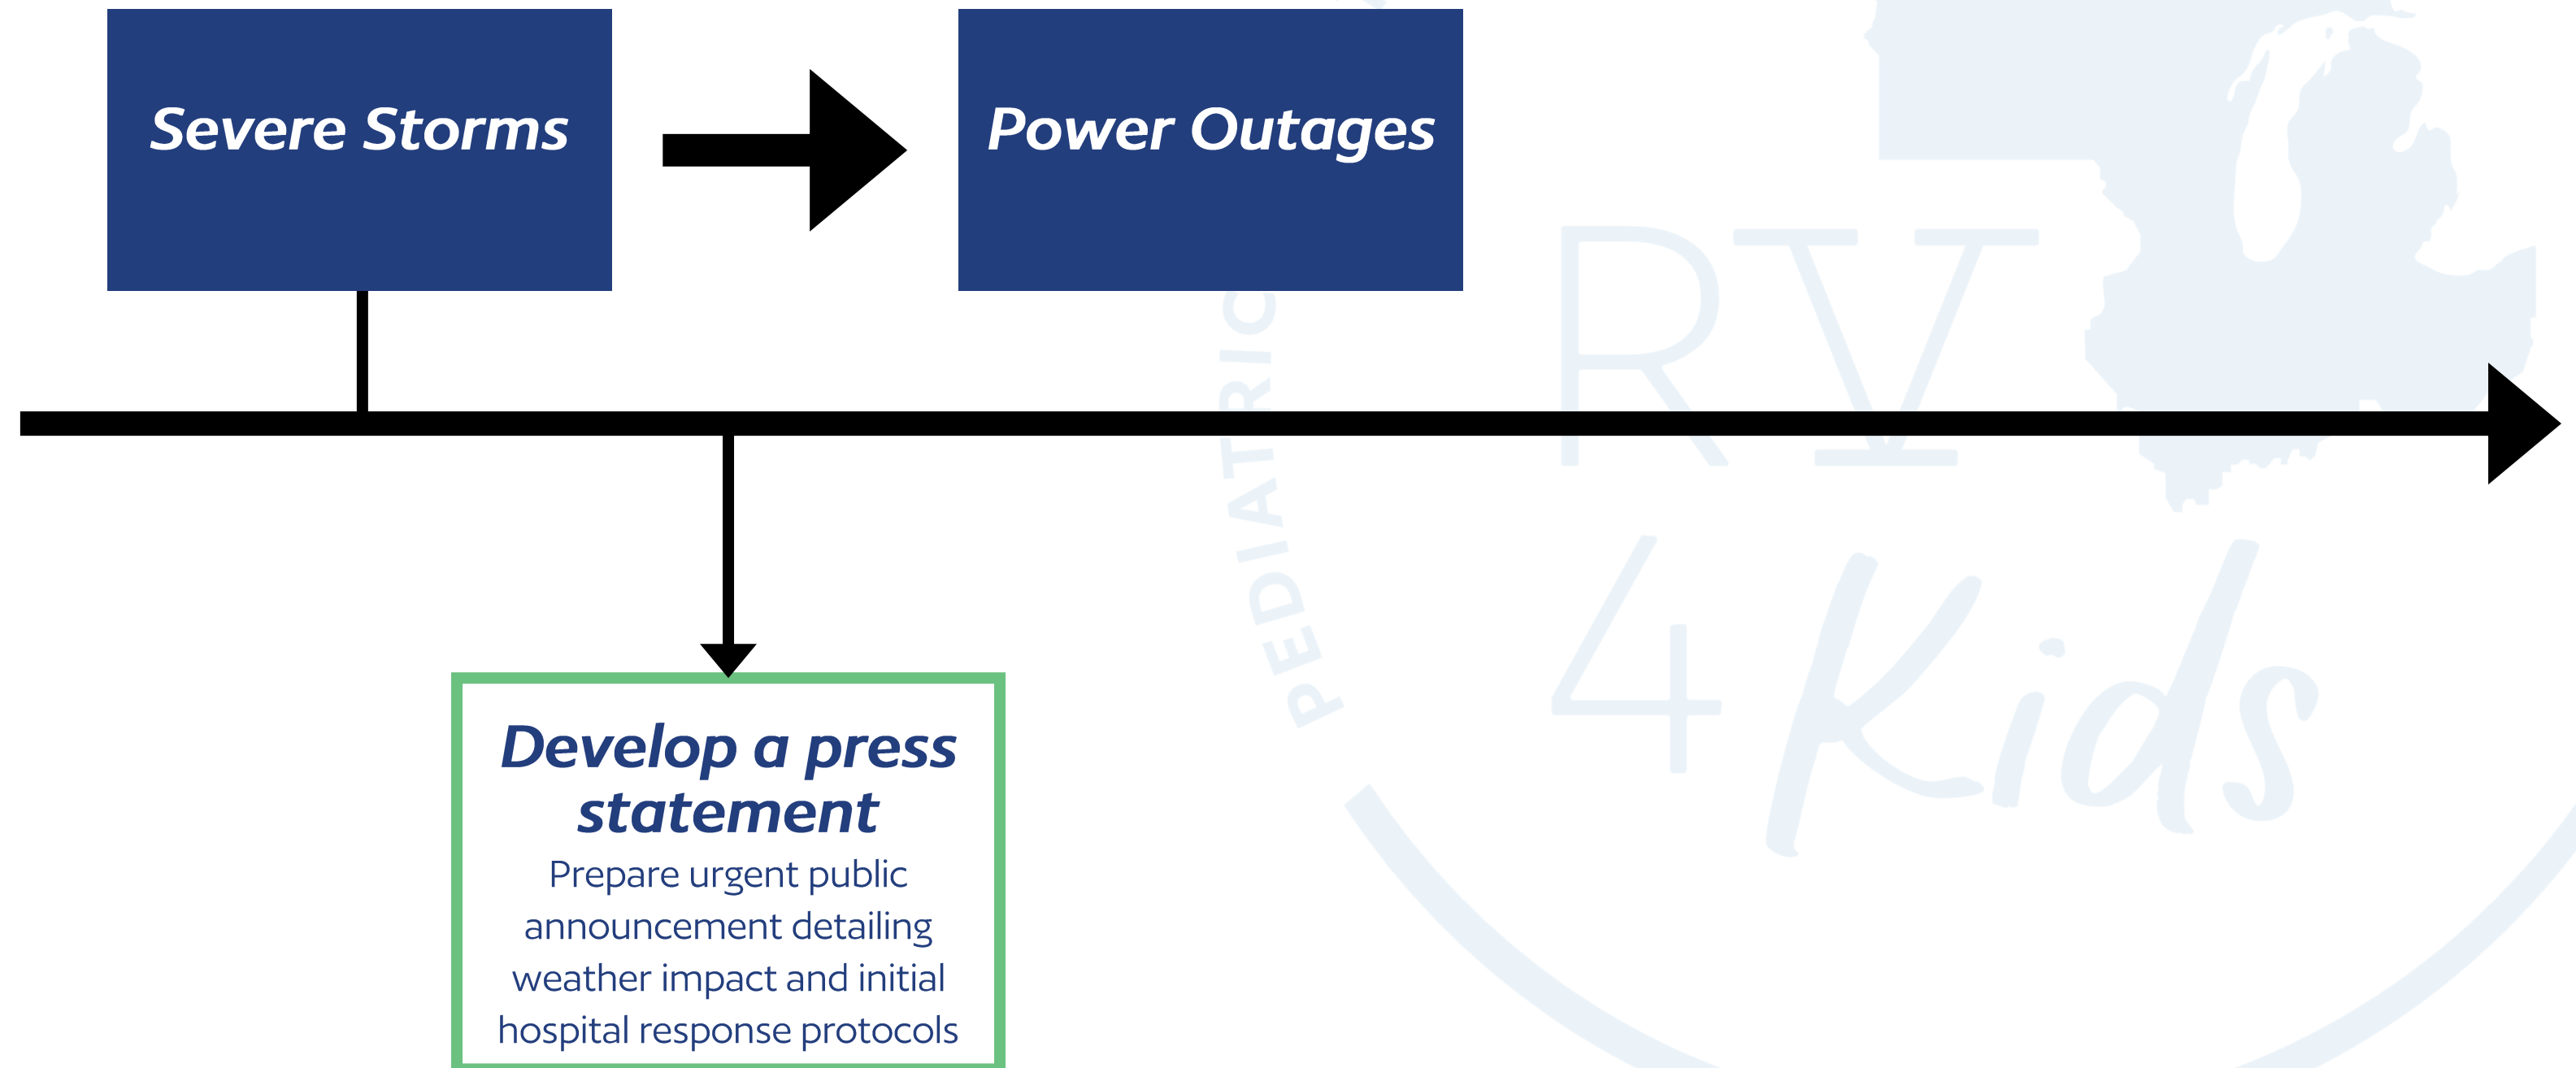 Severe Storms
Power Outages
PEDIATRIC
RV
4 Kids
Develop a press
statement
Prepare urgent public
announcement detailing
weather impact and initial
hospital response protocols